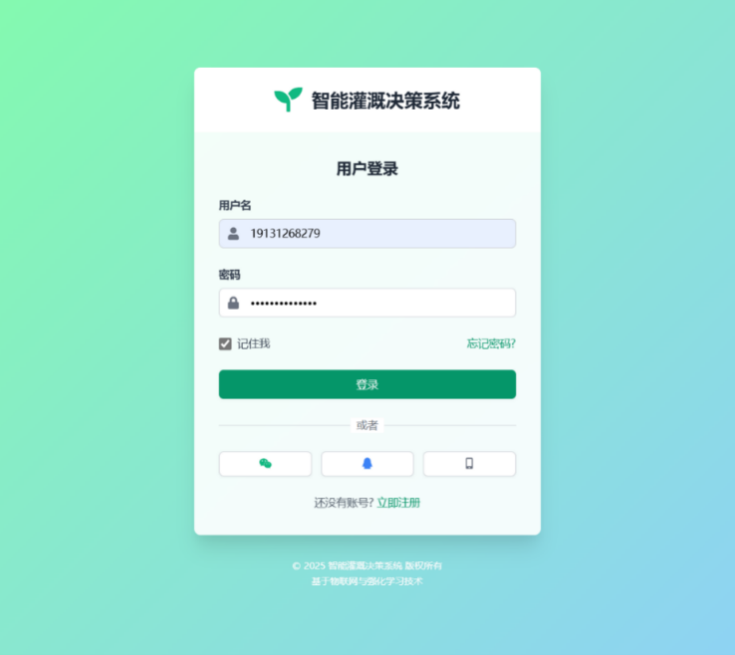 智能灌溉决策系统
用户登录
用户名
19131268279
密码
••••••••••••••
记住我
忘记密码?
登录
或者
还没有账号? 立即注册
© 2025 智能灌溉决策系统 版权所有
基于物联网与强化学习技术